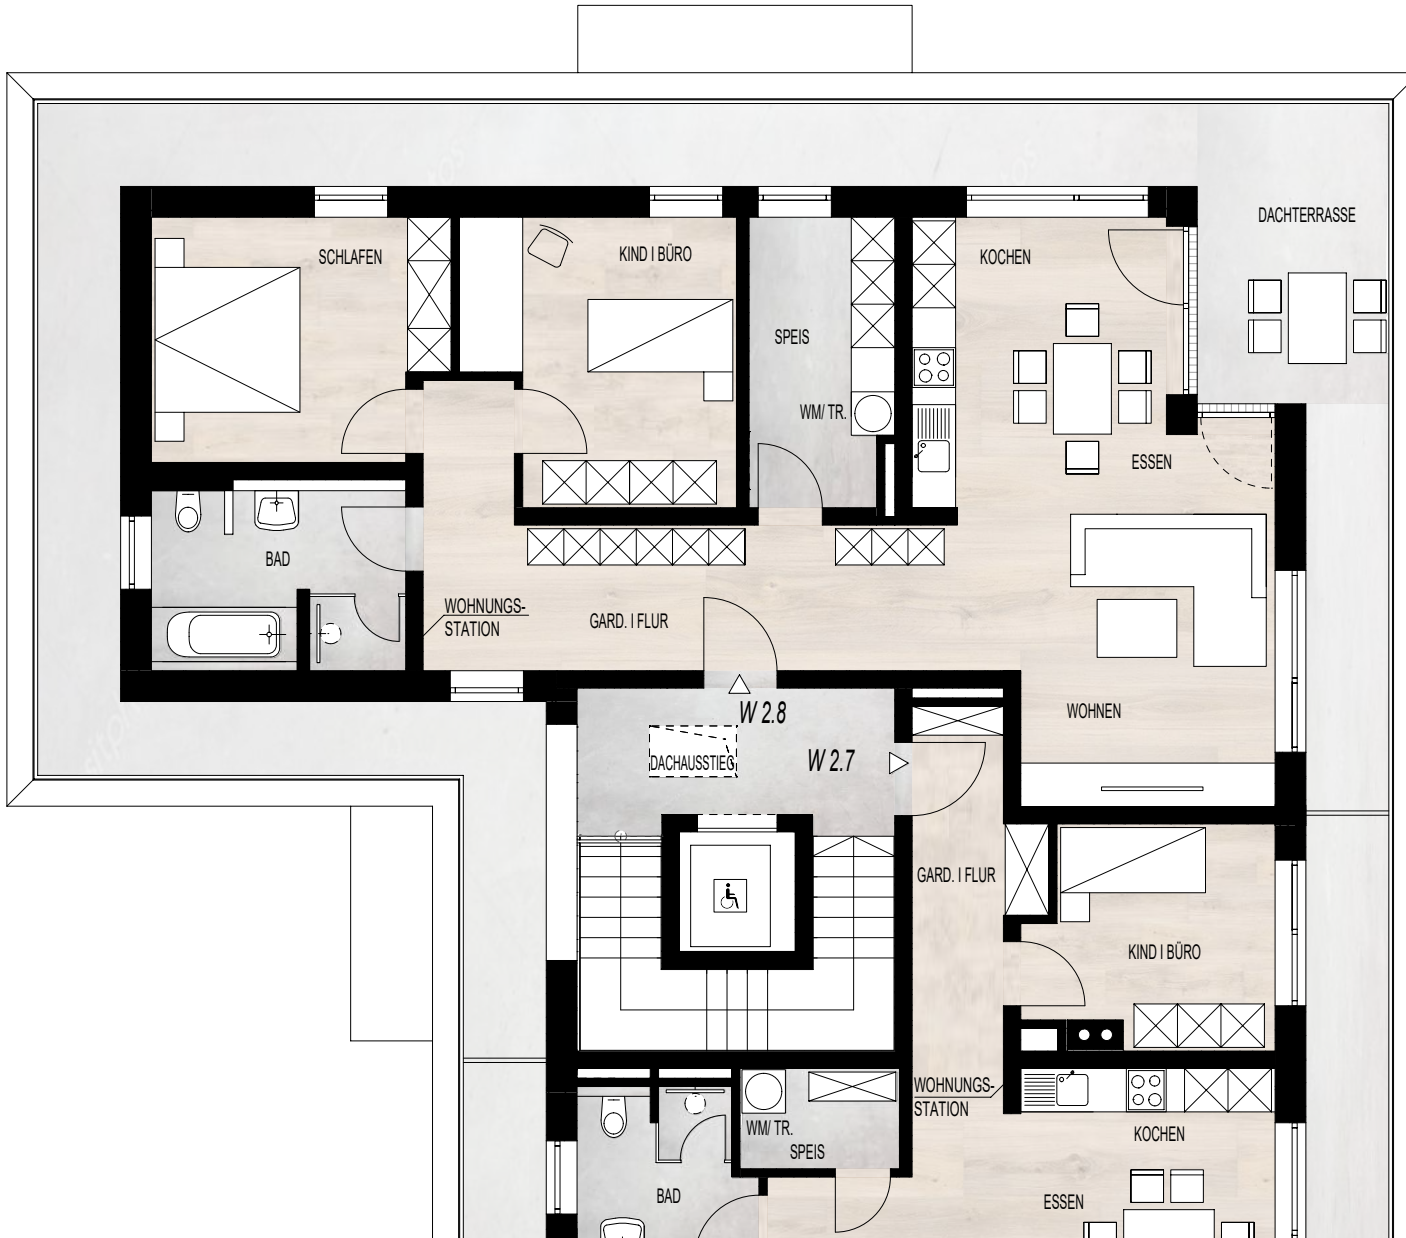 DACHTERRASSE
SCHLAFEN
KIND I BÜRO
KOCHEN
SPEIS
WM/ TR.
ESSEN
BAD
WOHNUNGS-
STATION
GARD. I FLUR
WOHNEN
W 2.8
W 2.7
DACHAUSSTIEG
GARD. I FLUR
KIND I BÜRO
WOHNUNGS-
STATION
WM/ TR.
SPEIS
KOCHEN
BAD
ESSEN